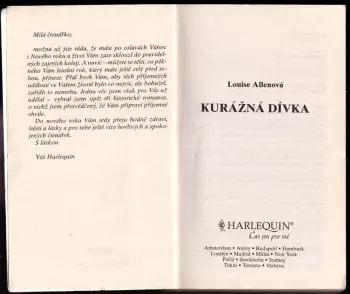 Milá čtenářko,
možná už jste ráda, že máte po oslavách Vánoc
i Nového roku a život Vám zase sklouzl do pravidel-
ných zajetých kolejí. A navíc – můžete se těšit, co pěk-
ného Vám letošní rok, který máte ještě celý před se-
bou, přinese. Přál bych Vám, aby těch příjemných
událostí ve Vašem životě bylo co nejvíc, ale bohužel,
zařídit to nemohu. Jednu věc jsem však pro Vás už
udělal – vybral jsem opět tři historické romance,
o nichž jsem přesvědčený, že Vám připraví příjemné
chvíle.
Do nového roku Vám tedy přeju hodně zdraví,
štěstí a lásky a pro sebe ještě více horlivých a spoko-
jených čtenářek.
S láskou
Váš Harlequin
Louise Allenová
KURÁŽNÁ DÍVKA
HARLEQUIN®
Čas jen pro vás
Amsterdam • Atény • Budapešť • Hamburk
Londýn • Madrid • Milán • New York
Paříž • Stockholm • Sydney
Tokio • Toronto • Varšava